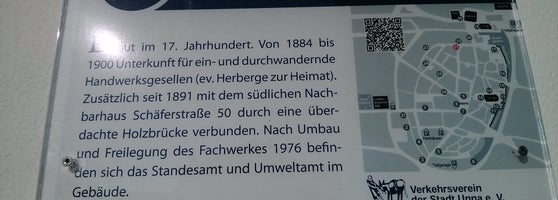 Erbaut im 17. Jahrhundert. Von 1884 bis
1900 Unterkunft für ein- und durchwandernde
Handwerksgesellen (ev. Herberge zur Heimat).
Zusätzlich seit 1891 mit dem südlichen Nach-
barhaus Schäferstraße 50 durch eine über-
dachte Holzbrücke verbunden. Nach Umbau
und Freilegung des Fachwerkes 1976 befin-
den sich das Standesamt und Umweltamt im
Gebäude.
Verkehrsverein
der Stadt Unna e. V.